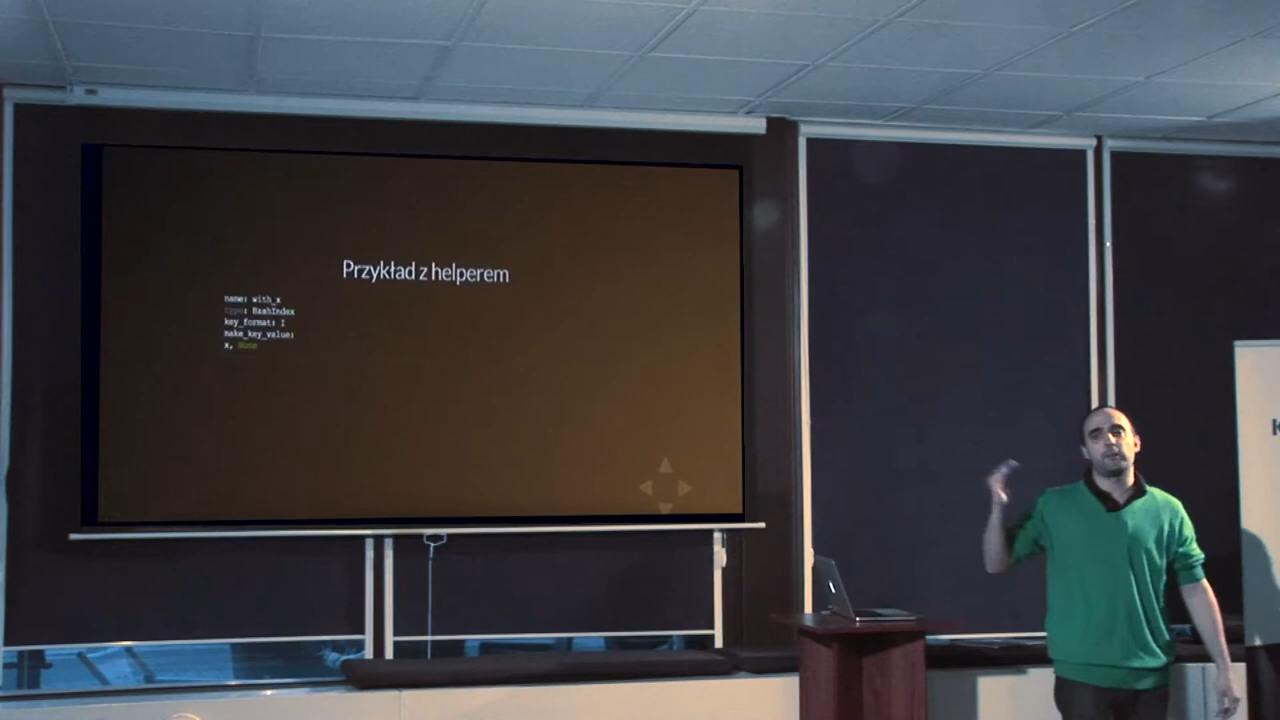 Przykład z helperem
name: with_x
type: HashIndex
key_format: I
make_key_value:
x, None
K